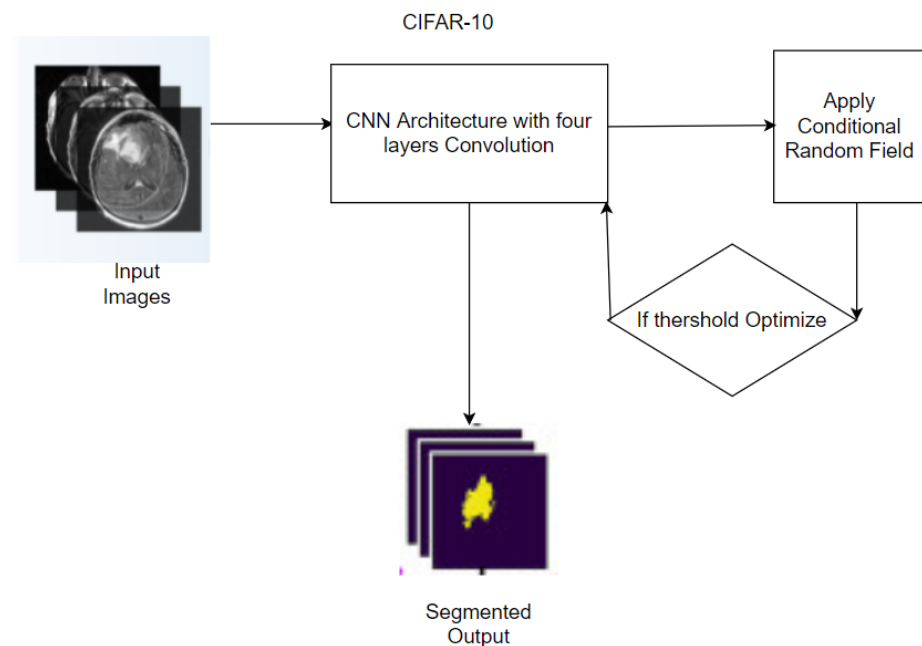 CIFAR-10
CNN Architecture with four
layers Convolution
Apply
Conditional
Random Field
Input
Images
If thershold Optimize
Segmented
Output